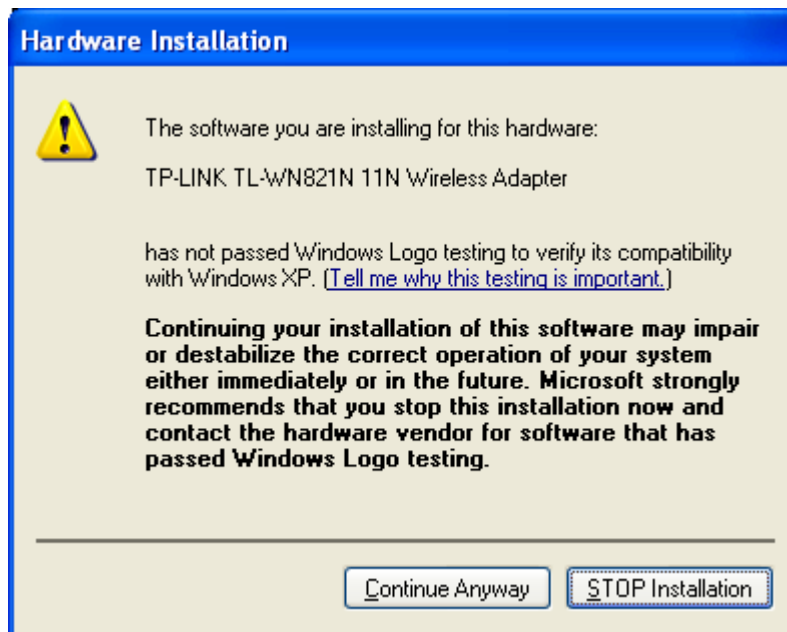 Hardware Installation
The software you are installing for this hardware:
TP-LINK TL-WN821N 11N Wireless Adapter
has not passed Windows Logo testing to verify its compatibility
with Windows XP. (Tell me why this testing is important.)
Continuing your installation of this software may impair
or destabilize the correct operation of your system
either immediately or in the future. Microsoft strongly
recommends that you stop this installation now and
contact the hardware vendor for software that has
passed Windows Logo testing.
Continue Anyway
STOP Installation